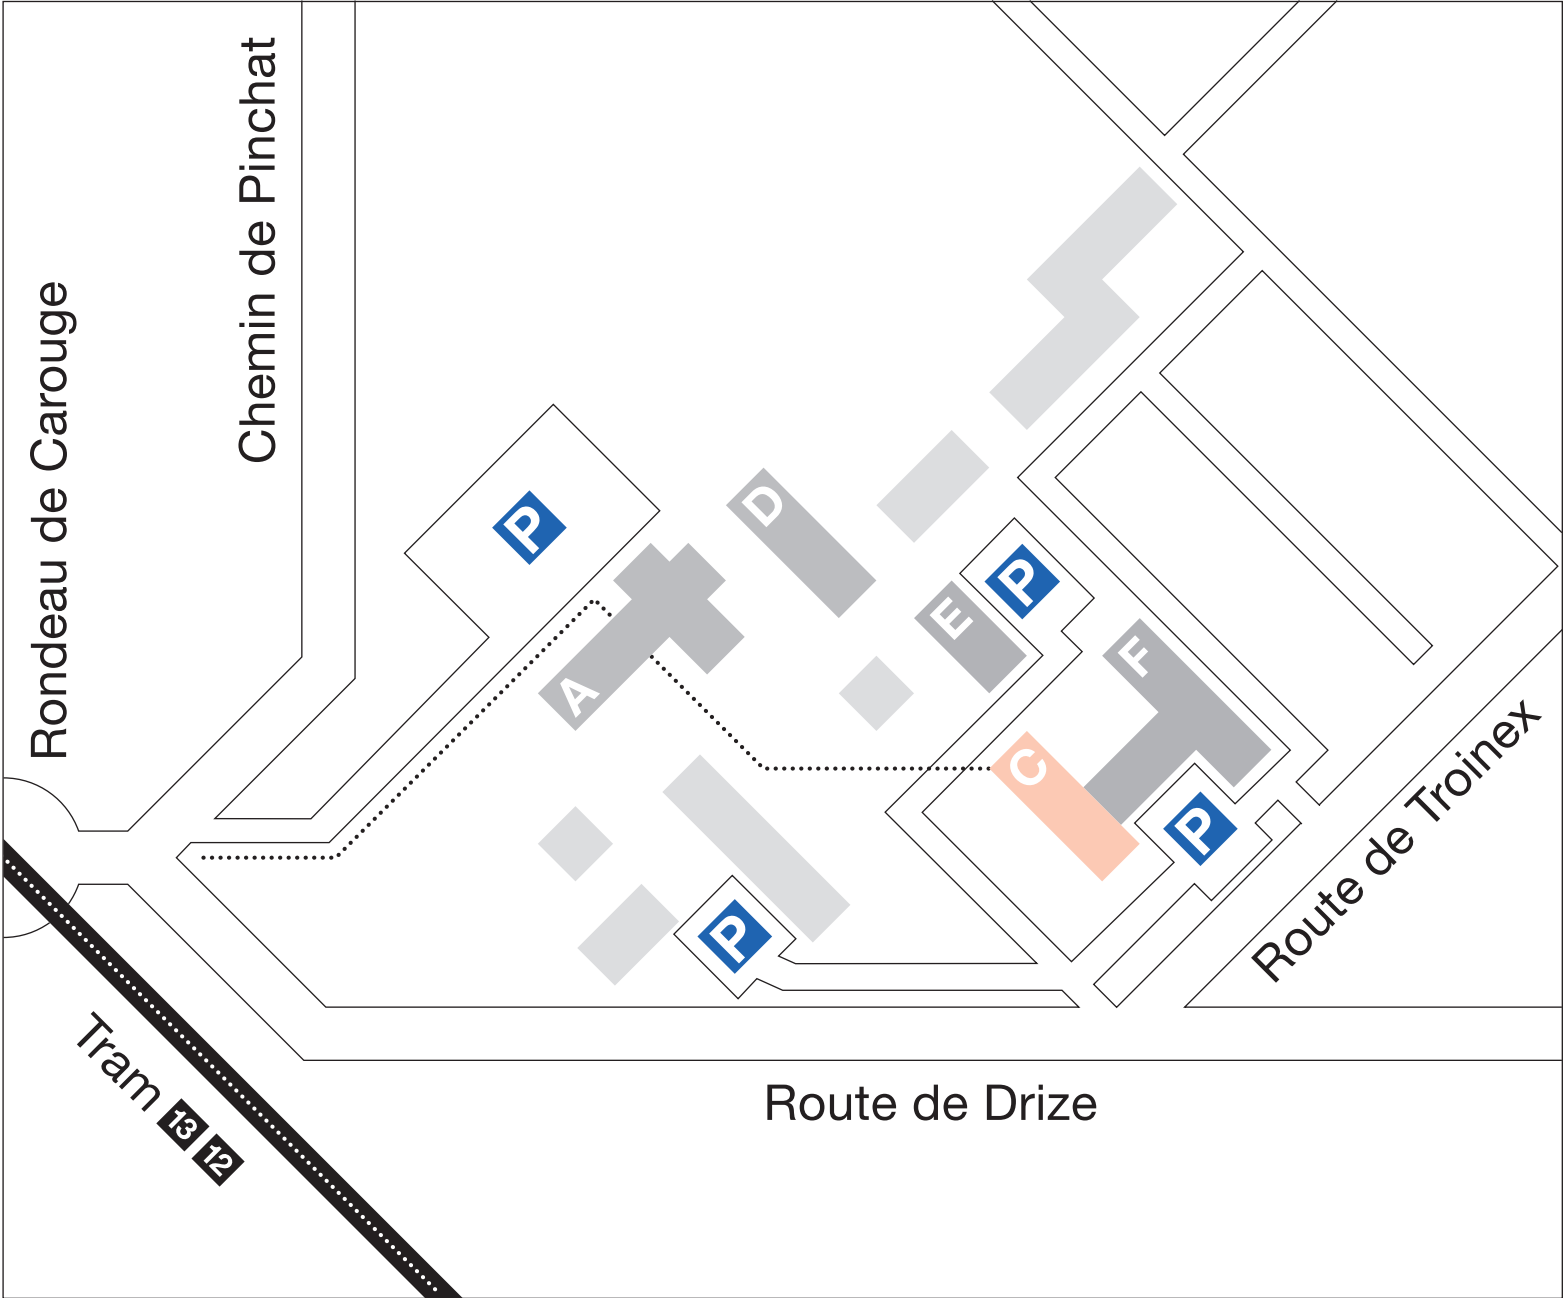 Rondeau de Carouge
Chemin de Pinchat
P
D
P
E
F
A
C
P
P
Route de Troinex
Tram 13 12
Route de Drize